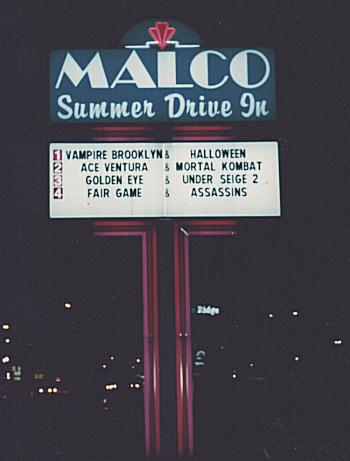 MALCO
Summer Drive In
1 VAMPIRE BROOKLYN & HALLOWEEN
2 ACE VENTURA & MORTAL KOMBAT
3 GOLDEN EYE & UNDER SEIGE 2
4 FAIR GAME & ASSASSINS
Ridge